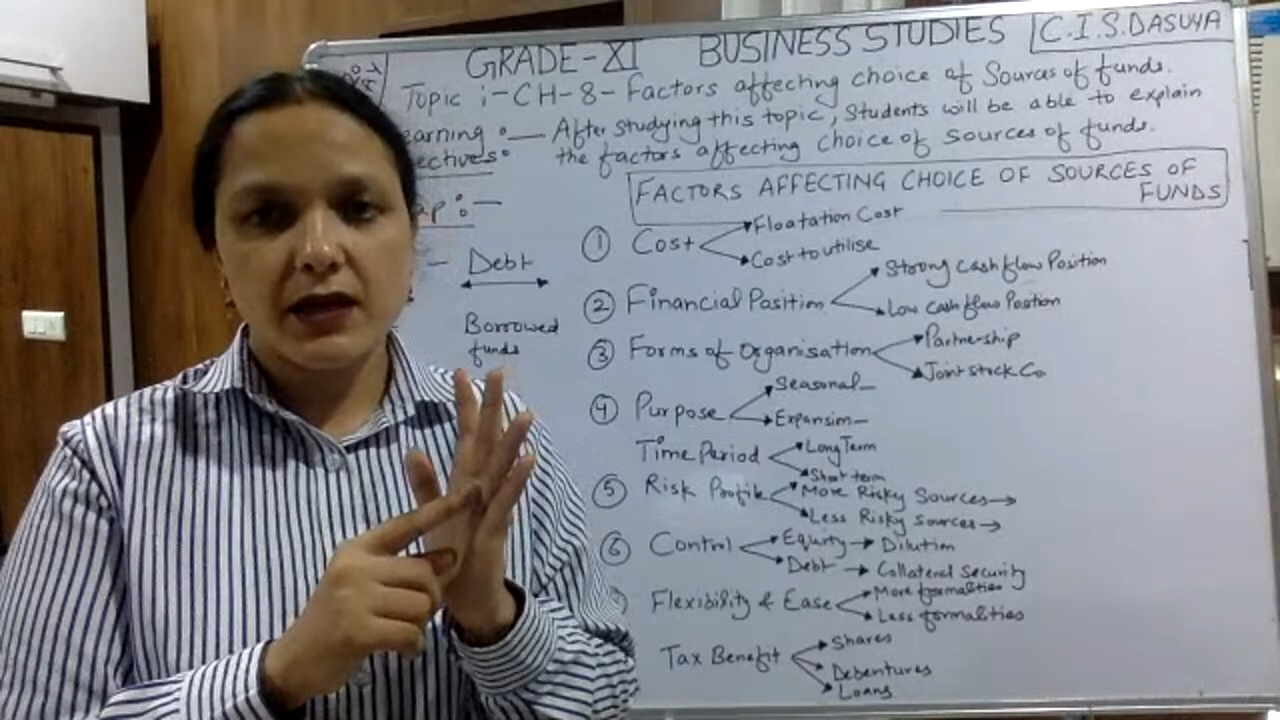 GRADE-XI BUSINESS STUDIES C.I.S.DASUYA
Topic :- CH-8- Factors affecting choice of Sources of funds.
earning :- After studying this topic, Students will be able to explain
ectives: the factors affecting choice of sources of funds.
ap :-
FACTORS AFFECTING CHOICE OF SOURCES OF
FUNDS
Debt
Borrowed
funds
① Cost
Floatation Cost
Cost to utilise
② Financial Position
Strong cash flow Position
Low cash flow Position
③ Forms of Organisation
Partnership
Joint stock Co
④ Purpose
Seasonal
Expansion
Time Period
Long Term
Short term
⑤ Risk Profile
More Risky Sources →
Less Risky Sources →
⑥ Control
Equity → Dilution
Debt → Collateral Security
Flexibility & Ease
More formalities
Less formalities
Tax Benefit
Shares
Debentures
Loans